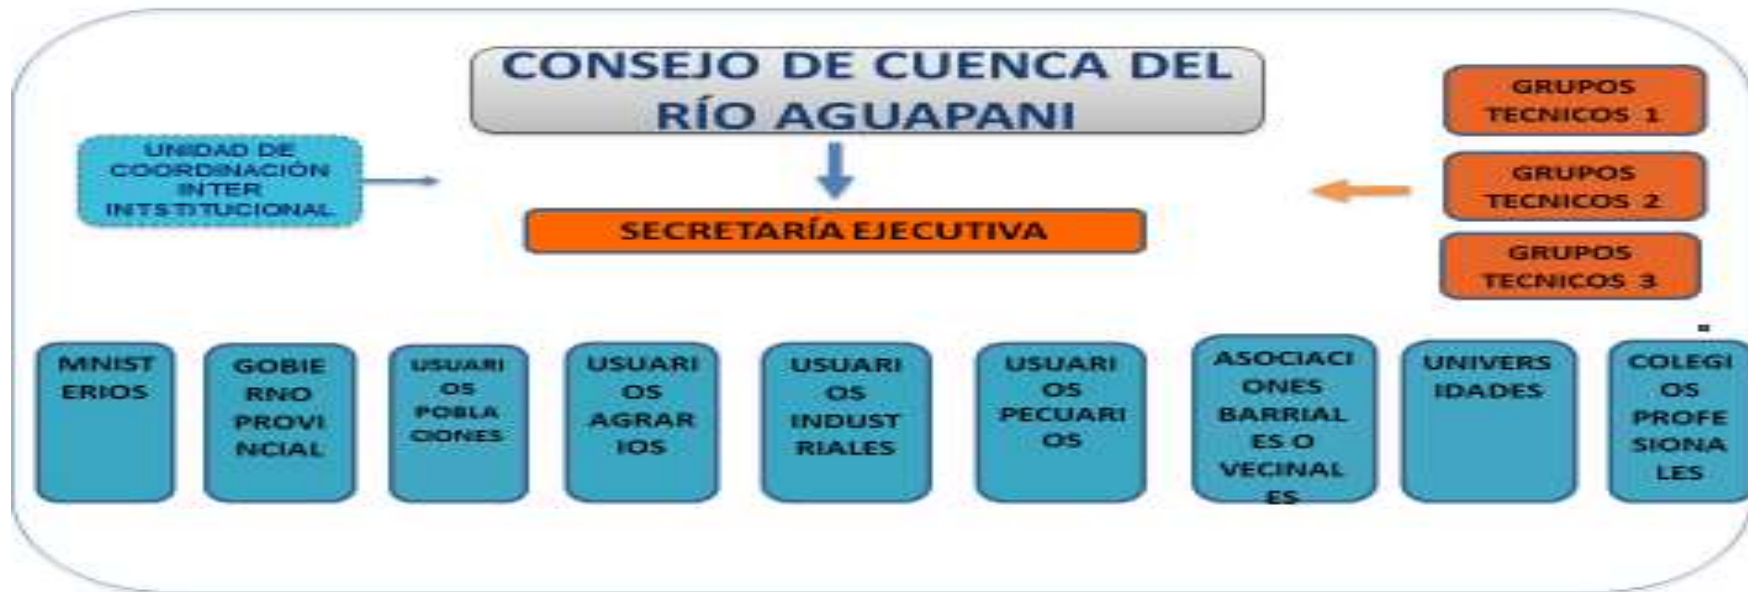 CONSEJO DE CUENCA DEL
RÍO AGUAPANI
UNIDAD DE
COORDINACIÓN
INTER
INTSTITUCIONAL
SECRETARÍA EJECUTIVA
GRUPOS
TECNICOS 1
GRUPOS
TECNICOS 2
GRUPOS
TECNICOS 3
MNIST
ERIOS
GOBIE
RNO
PROVI
NCIAL
USUARI
OS
POBLA
CIONES
USUARI
OS
AGRAR
IOS
USUARI
OS
INDUST
RIALES
USUARI
OS
PECUARI
OS
ASOCIACI
ONES
BARRIAL
ES O
VECINAL
ES
UNIVERS
IDADES
COLEGI
OS
PROFE
SIONA
LES